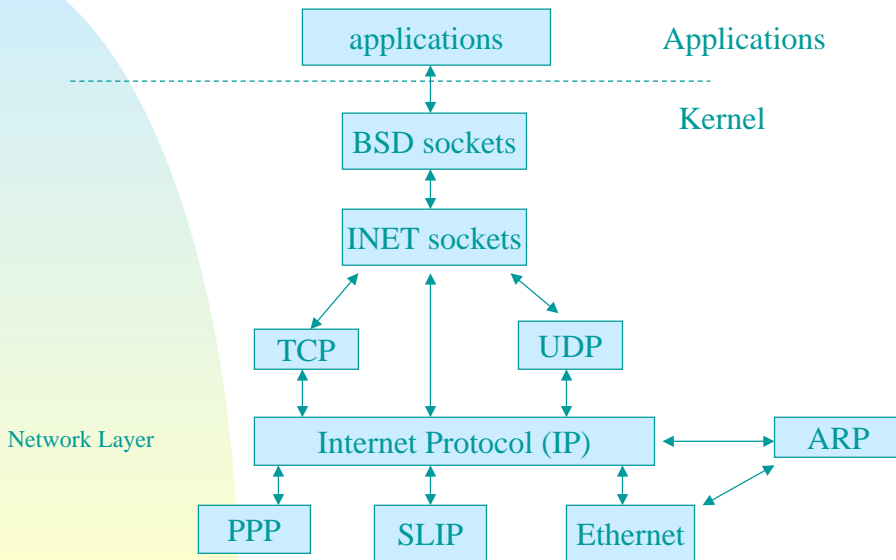 applications
Applications
Kernel
BSD sockets
INET sockets
TCP
UDP
Network Layer
Internet Protocol (IP)
ARP
PPP
SLIP
Ethernet